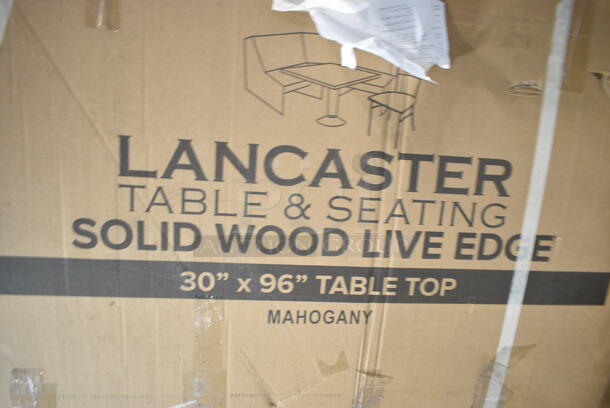 LANCASTER
TABLE & SEATING
SOLID WOOD LIVE EDGE
30” x 96” TABLE TOP
MAHOGANY